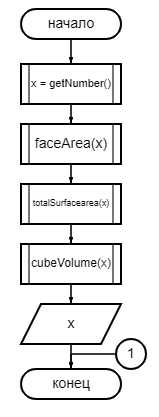 начало
x = getNumber()
faceArea(x)
totalSurfacearea(x)
cubeVolume(x)
x
1
конец